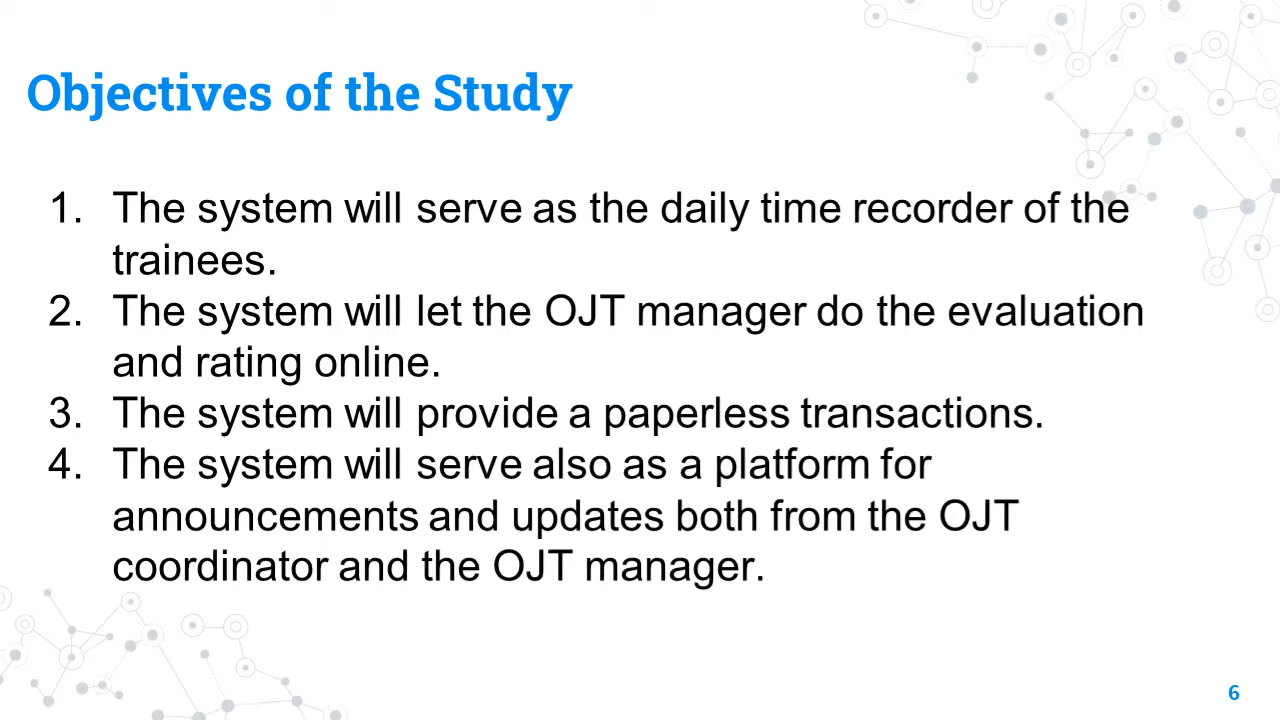 Objectives of the Study
1. The system will serve as the daily time recorder of the
trainees.
2. The system will let the OJT manager do the evaluation
and rating online.
3. The system will provide a paperless transactions.
4. The system will serve also as a platform for
announcements and updates both from the OJT
coordinator and the OJT manager.
6